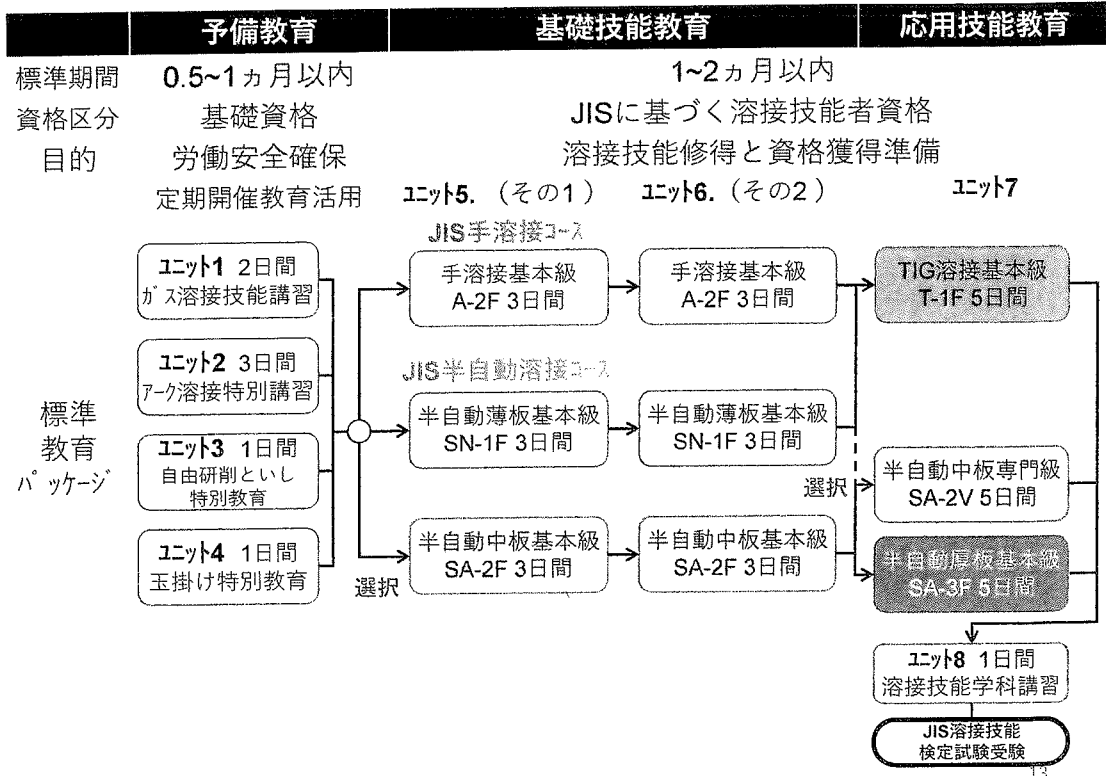 予備教育 基礎技能教育 応用技能教育
標準期間 0.5~1ヵ月以内 1~2ヵ月以内
資格区分 基礎資格 JISに基づく溶接技能者資格
目的 労働安全確保 溶接技能修得と資格獲得準備
定期開催教育活用 ユニット5.（その1） ユニット6.（その2） ユニット7
標準
教育
パッケージ
ユニット1 2日間
ガス溶接技能講習
ユニット2 3日間
アーク溶接特別講習
ユニット3 1日間
自由研削といし
特別教育
ユニット4 1日間
玉掛け特別教育
選択
JIS手溶接コース
手溶接基本級
A-2F 3日間
手溶接基本級
A-2F 3日間
JIS半自動溶接コース
半自動薄板基本級
SN-1F 3日間
半自動薄板基本級
SN-1F 3日間
半自動中板基本級
SA-2F 3日間
半自動中板基本級
SA-2F 3日間
選択
TIG溶接基本級
T-1F 5日間
半自動中板専門級
SA-2V 5日間
半自動厚板基本級
SA-3F 5日間
ユニット8 1日間
溶接技能学科講習
JIS溶接技能
検定試験受験
13